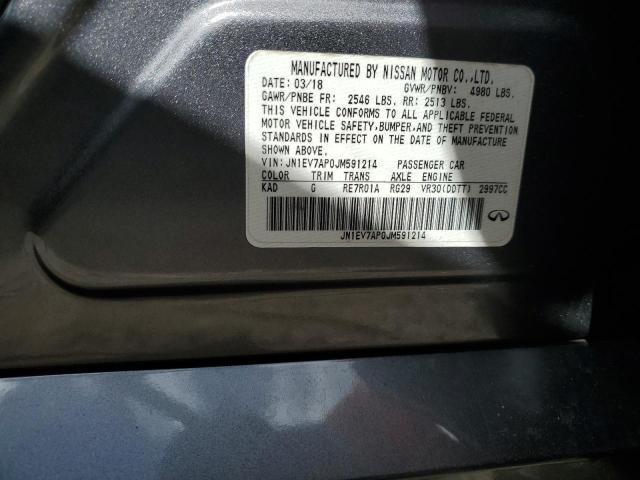 MANUFACTURED BY NISSAN MOTOR CO.,LTD.
DATE: 03/18 GVWR/PNBV: 4980 LBS.
GAWR/PNBE FR: 2546 LBS. RR: 2513 LBS.
THIS VEHICLE CONFORMS TO ALL APPLICABLE FEDERAL
MOTOR VEHICLE SAFETY,BUMPER,AND THEFT PREVENTION
STANDARDS IN EFFECT ON THE DATE OF MANUFACTURE
SHOWN ABOVE.
VIN: JN1EV7AP0JM591214 PASSENGER CAR
COLOR TRIM TRANS AXLE ENGINE
KAD G RE7R01A RG29 VR30(DDTT) 2997CC
JN1EV7AP0JM591214